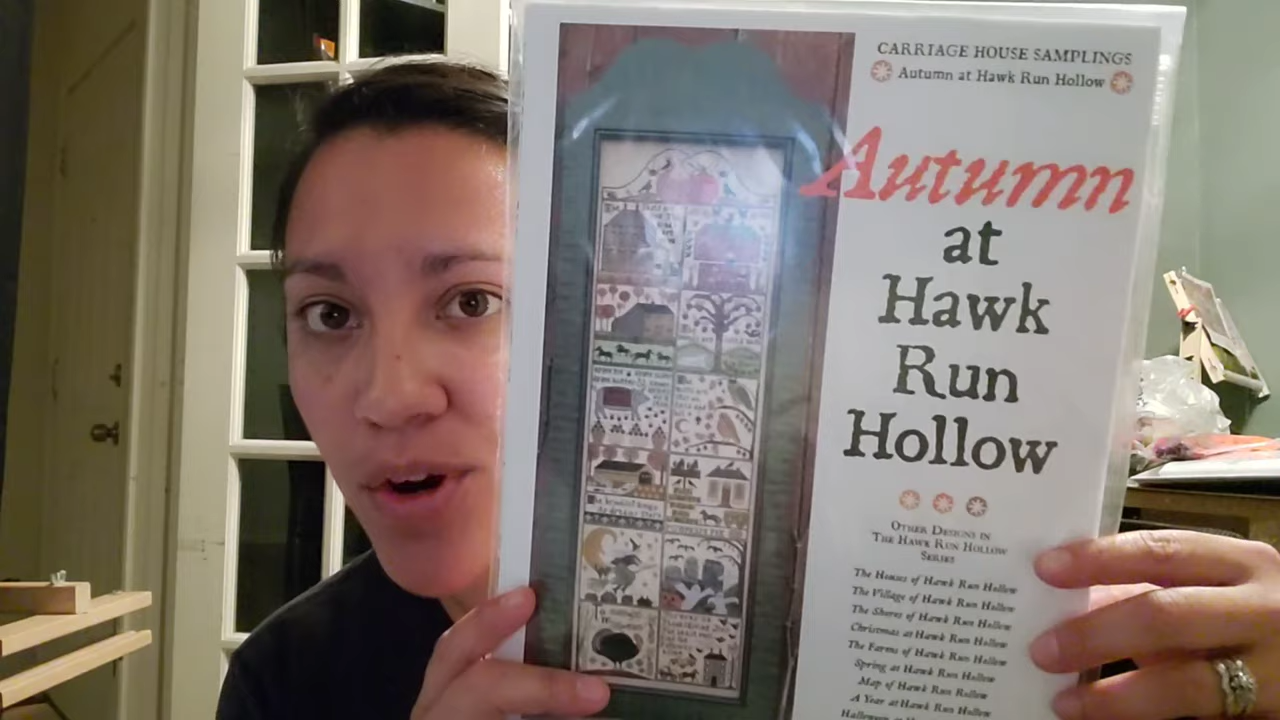 CARRIAGE HOUSE SAMPLINGS
Autumn at Hawk Run Hollow
Autumn
at
Hawk
Run
Hollow
OTHER DESIGNS IN
THE HAWK RUN HOLLOW
SERIES
The Houses of Hawk Run Hollow
The Village of Hawk Run Hollow
The Shores of Hawk Run Hollow
Christmas at Hawk Run Hollow
The Farms of Hawk Run Hollow
Spring at Hawk Run Hollow
Map of Hawk Run Hollow
A Year at Hawk Run Hollow